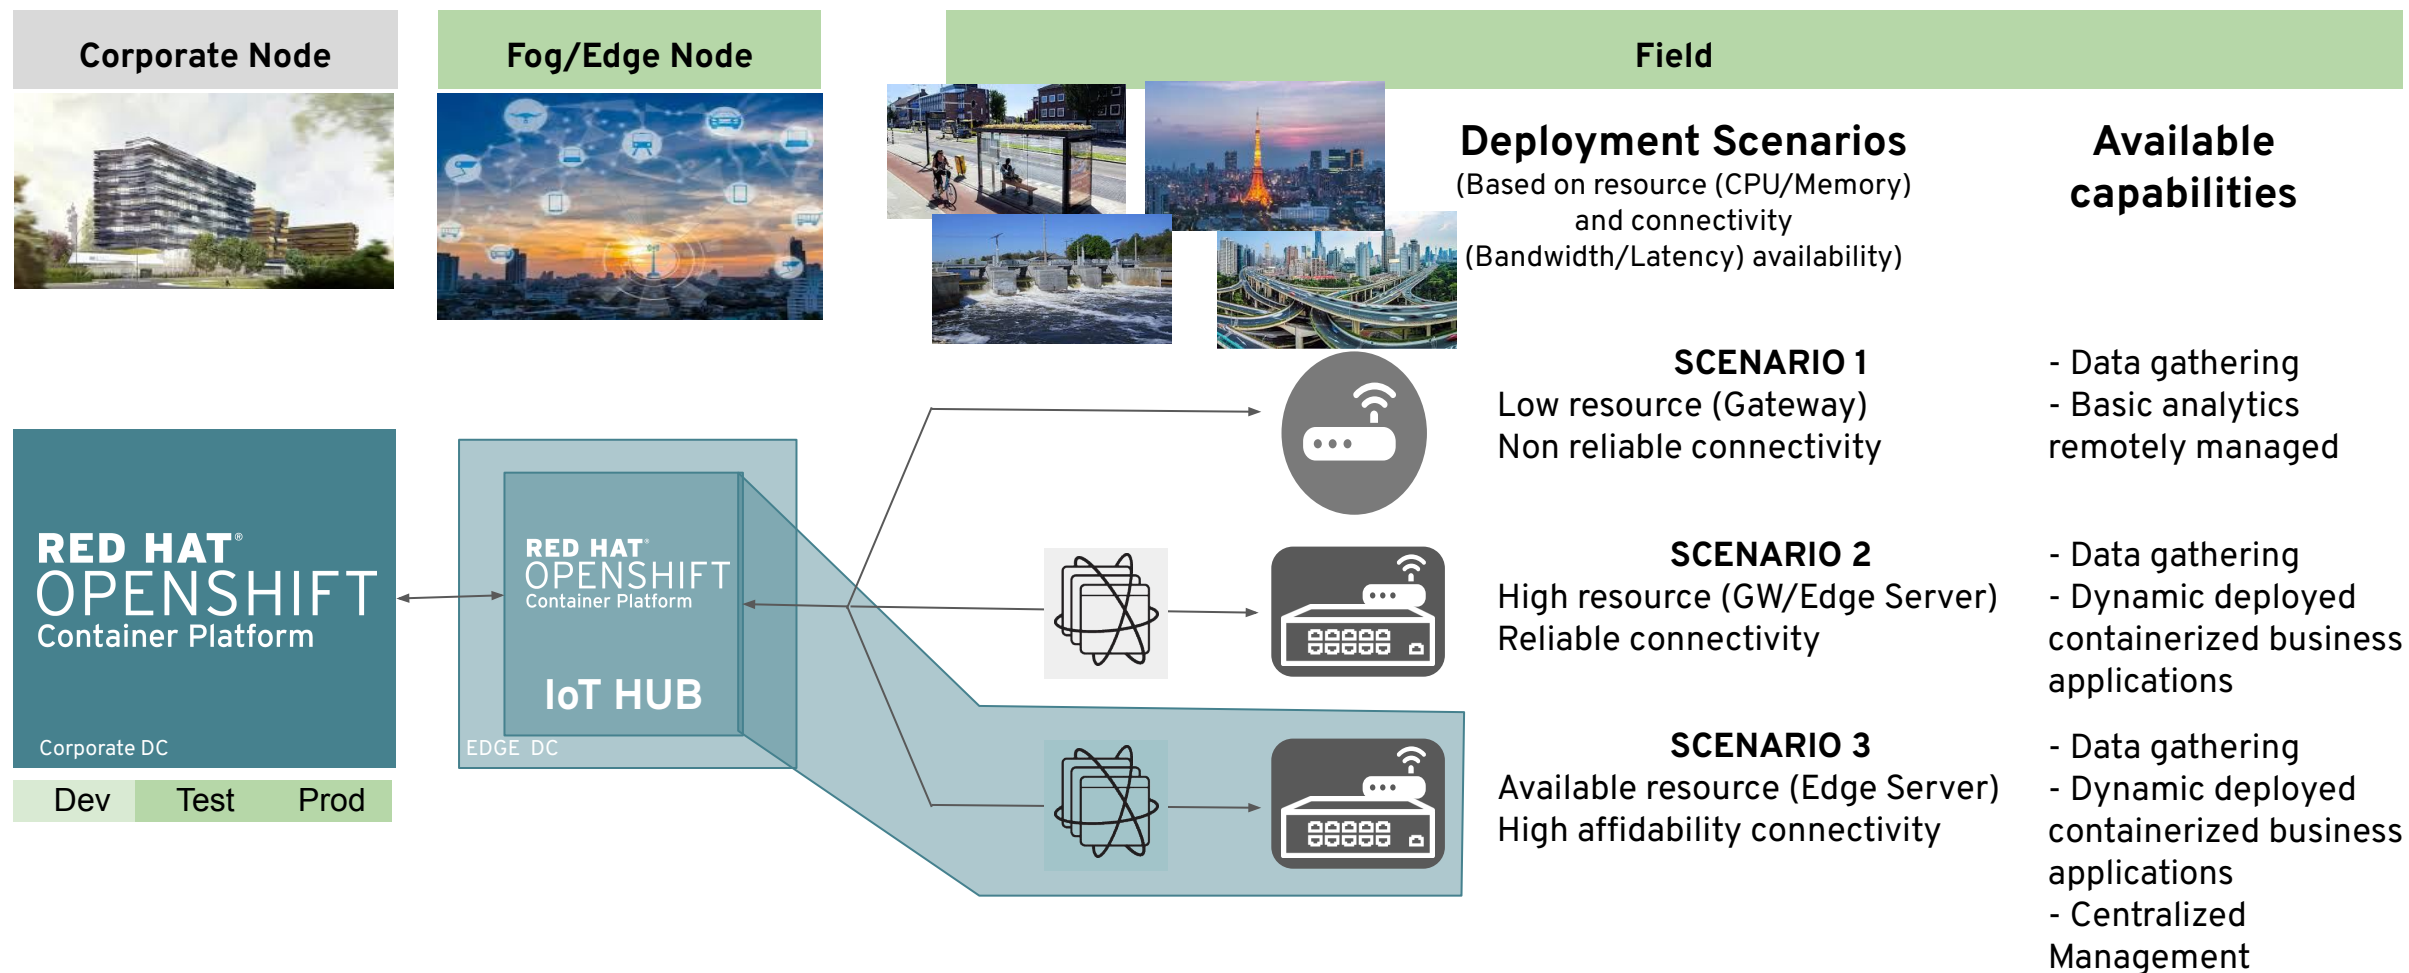 Corporate Node
Fog/Edge Node
Field
Deployment Scenarios
(Based on resource (CPU/Memory)
and connectivity
(Bandwidth/Latency) availability)
Available
capabilities
RED HAT®
OPENSHIFT
Container Platform
Corporate DC
Dev Test Prod
RED HAT®
OPENSHIFT
Container Platform
IoT HUB
EDGE DC
SCENARIO 1
Low resource (Gateway)
Non reliable connectivity
- Data gathering
- Basic analytics
remotely managed
SCENARIO 2
High resource (GW/Edge Server)
Reliable connectivity
- Data gathering
- Dynamic deployed
containerized business
applications
SCENARIO 3
Available resource (Edge Server)
High affidability connectivity
- Data gathering
- Dynamic deployed
containerized business
applications
- Centralized
Management